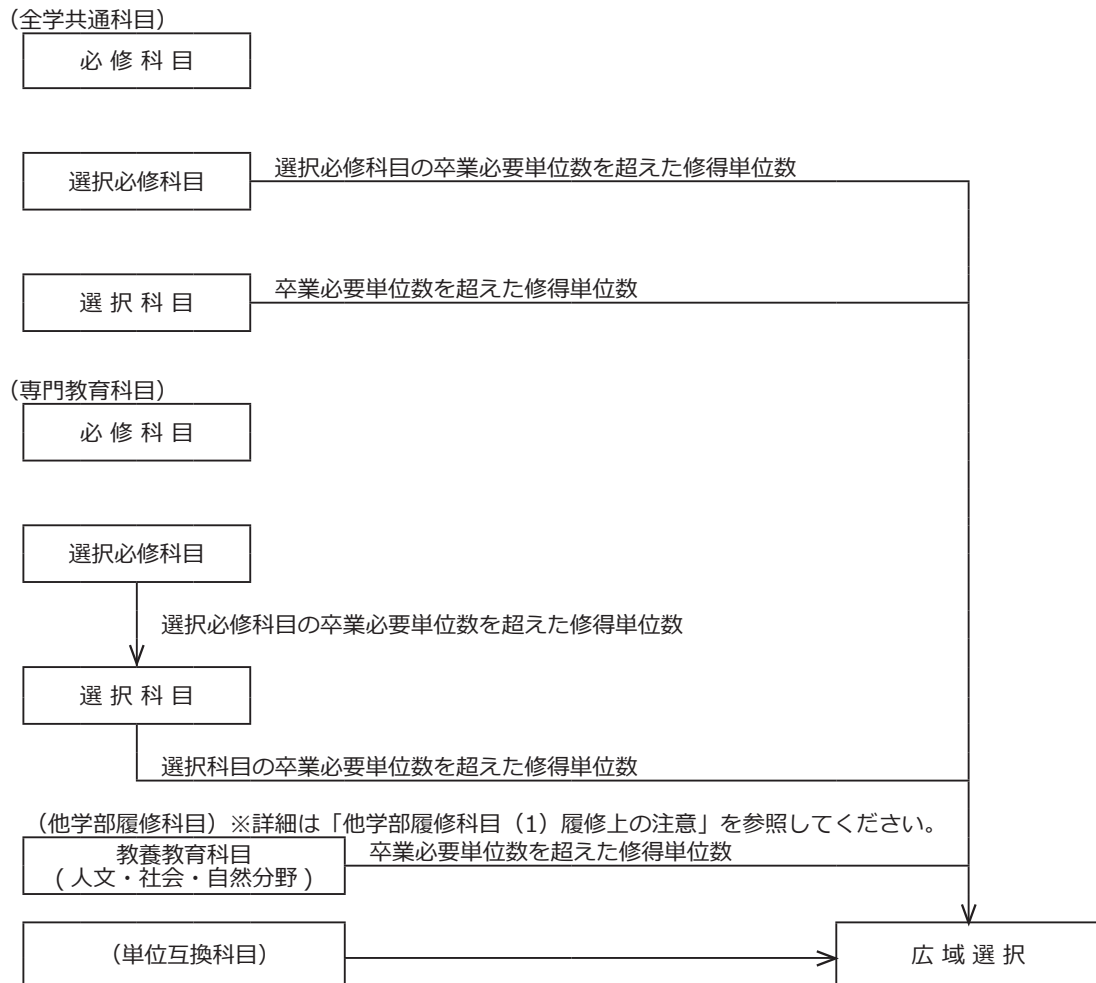 （全学共通科目）
必 修 科 目
選択必修科目
選択必修科目の卒業必要単位数を超えた修得単位数
選 択 科 目
卒業必要単位数を超えた修得単位数
（専門教育科目）
必 修 科 目
選択必修科目
選択必修科目の卒業必要単位数を超えた修得単位数
選 択 科 目
選択科目の卒業必要単位数を超えた修得単位数
（他学部履修科目）※詳細は「他学部履修科目（1）履修上の注意」を参照してください。
教養教育科目
( 人文・社会・自然分野 )
卒業必要単位数を超えた修得単位数
（単位互換科目）
広 域 選 択